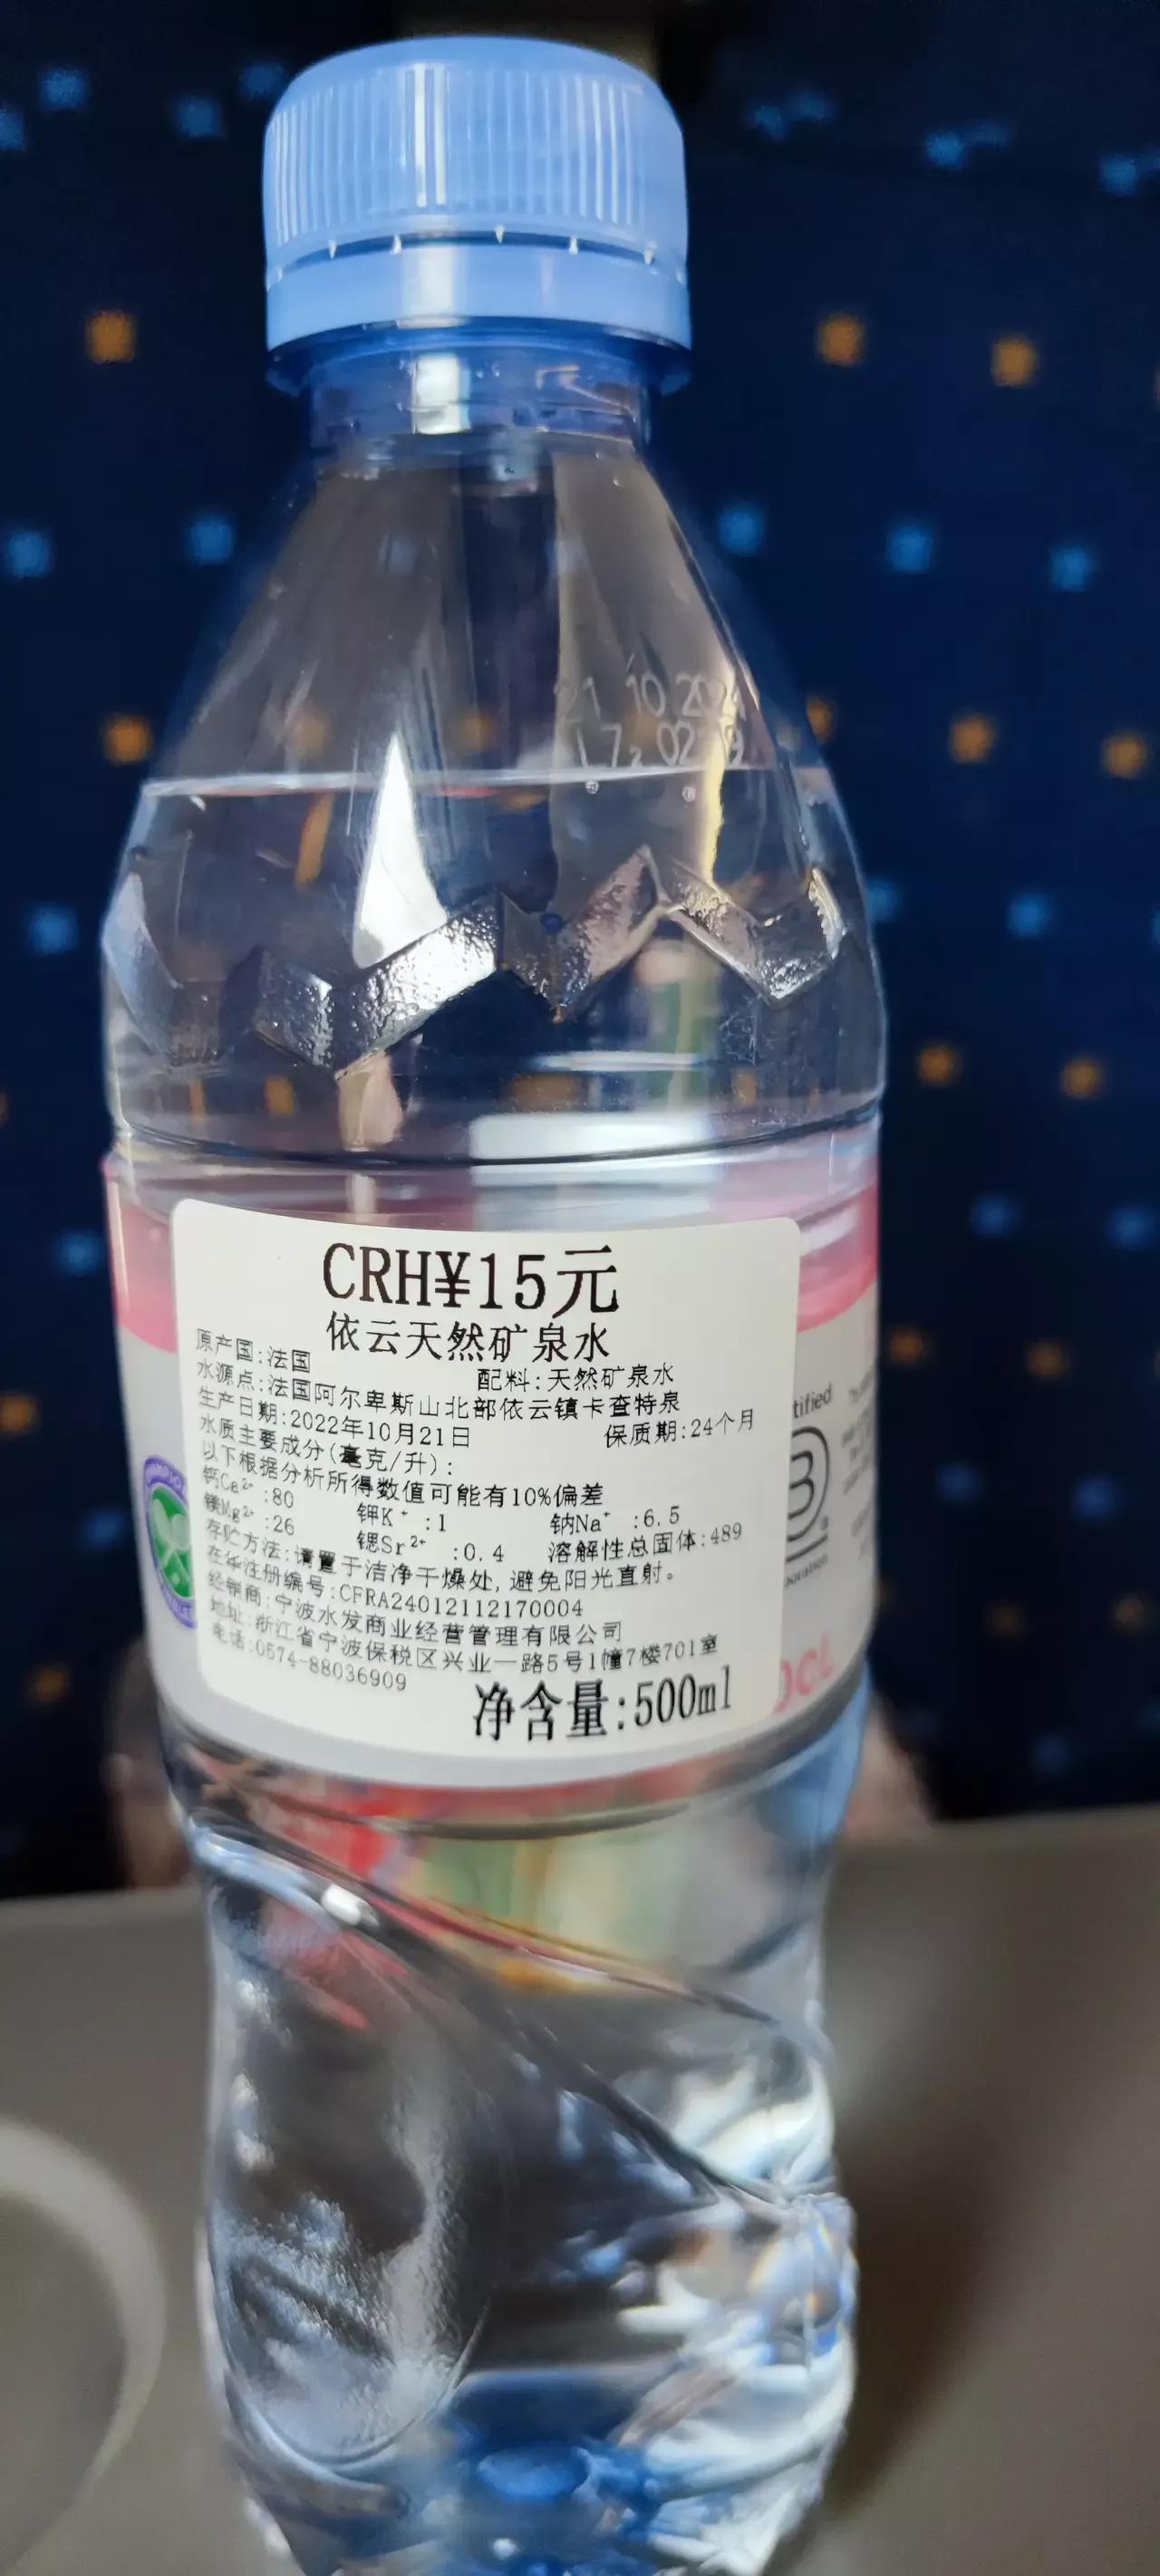 21 10 2024
CRH¥15元
依云天然矿泉水
原产国:法国 配料:天然矿泉水
水源点:法国阿尔卑斯山北部依云镇卡查特泉
生产日期:2022年10月21日 保质期:24个月
水质主要成分(毫克/升):
以下根据分析所得数值可能有10%偏差
钙Ca²⁺:80 钾K⁺:1 钠Na⁺:6.5
镁Mg²⁺:26 锶Sr²⁺:0.4 溶解性总固体:489
存贮方法:请置于洁净干燥处,避免阳光直射。
在华注册编号:CFRA24012112170004
经销商:宁波水发商业经营管理有限公司
地址:浙江省宁波保税区兴业一路5号1幢7楼701室
电话:0574-88036909
净含量:500ml
tified
B
poration